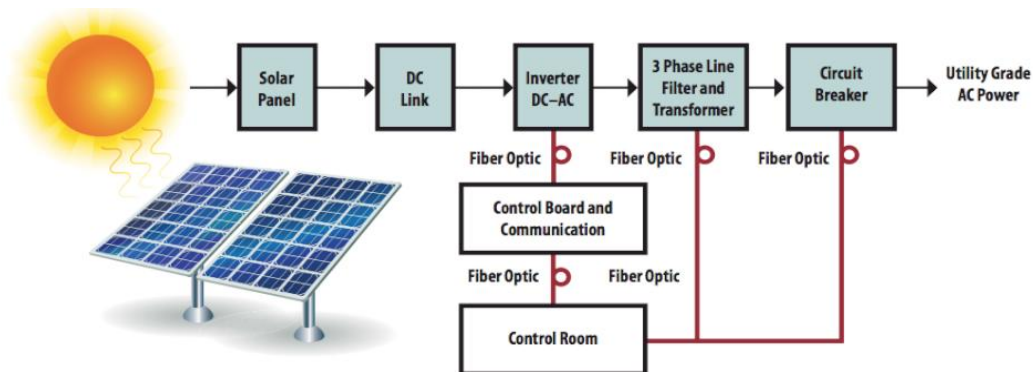 Solar
Panel
DC
Link
Inverter
DC–AC
3 Phase Line
Filter and
Transformer
Circuit
Breaker
Utility Grade
AC Power
Fiber Optic
Fiber Optic
Fiber Optic
Control Board and
Communication
Fiber Optic
Fiber Optic
Control Room